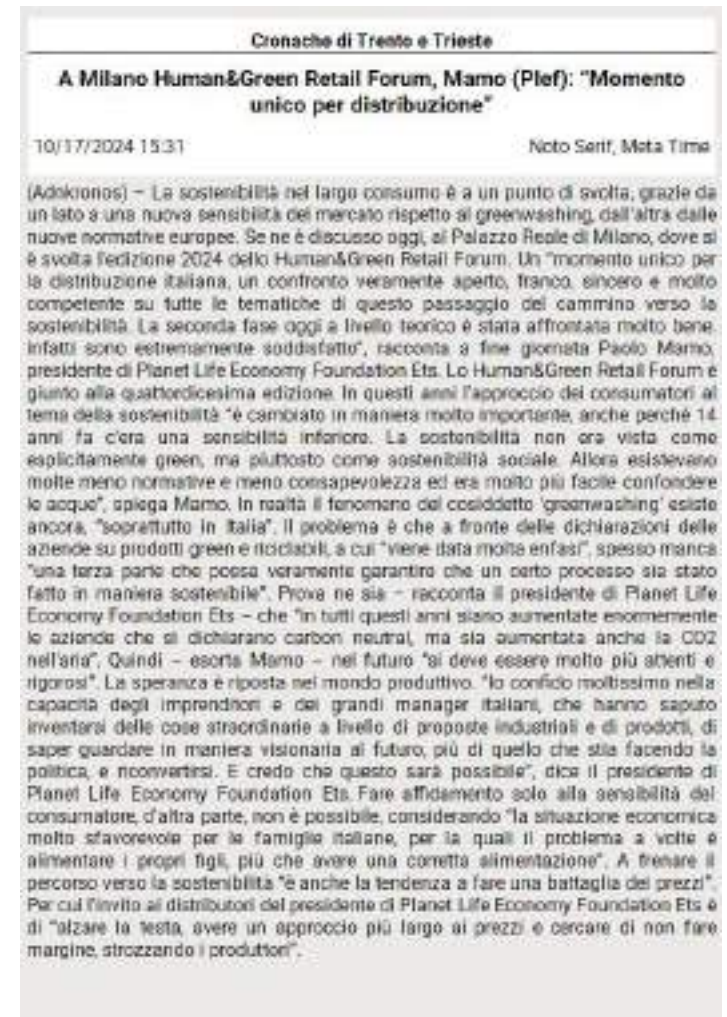 Cronache di Trento e Trieste
A Milano Human&Green Retail Forum, Mamo (Plef): “Momento
unico per distribuzione”
10/17/2024 15:31
Noto Serif, Meta Time
(Adnkronos) – La sostenibilità nel largo consumo è a un punto di svolta, grazie da
un lato a una nuova sensibilità del mercato rispetto al greenwashing, dall’altra dalle
nuove normative europee. Se ne è discusso oggi, al Palazzo Reale di Milano, dove si
è svolta l’edizione 2024 dello Human&Green Retail Forum. Un “momento unico per
la distribuzione italiana, un confronto veramente aperto, franco, sincero e molto
competente su tutte le tematiche di questo passaggio del cammino verso la
sostenibilità. La seconda fase oggi a livello teorico è stata affrontata molto bene.
Infatti sono estremamente soddisfatto”, racconta a fine giornata Paolo Mamo,
presidente di Planet Life Economy Foundation Ets. Lo Human&Green Retail Forum è
giunto alla quattordicesima edizione. In questi anni l’approccio dei consumatori al
tema della sostenibilità “è cambiato in maniera molto importante, anche perché 14
anni fa c’era una sensibilità inferiore. La sostenibilità non era vista come
esplicitamente green, ma piuttosto come sostenibilità sociale. Allora esistevano
molte meno normative e meno consapevolezza ed era molto più facile confondere
le acque”, spiega Mamo. In realtà il fenomeno del cosiddetto ‘greenwashing’ esiste
ancora, “soprattutto in Italia”. Il problema è che a fronte delle dichiarazioni delle
aziende su prodotti green e riciclabili, a cui “viene data molta enfasi”, spesso manca
“una terza parte che possa veramente garantire che un certo processo sia stato
fatto in maniera sostenibile”. Prova ne sia – racconta il presidente di Planet Life
Economy Foundation Ets – che “in tutti questi anni siano aumentate enormemente
le aziende che si dichiarano carbon neutral, ma sia aumentata anche la CO2
nell’aria”. Quindi – esorta Mamo – nel futuro “si deve essere molto più attenti e
rigorosi”. La speranza è riposta nel mondo produttivo. “Io confido moltissimo nella
capacità degli imprenditori e dei grandi manager italiani, che hanno saputo
inventarsi delle cose straordinarie a livello di proposte industriali e di prodotti, di
saper guardare in maniera visionaria al futuro, più di quello che stia facendo la
politica, e riconvertirsi. E credo che questo sarà possibile”, dice il presidente di
Planet Life Economy Foundation Ets. Fare affidamento solo alla sensibilità del
consumatore, d’altra parte, non è possibile, considerando “la situazione economica
molto sfavorevole per le famiglie italiane, per la quali il problema a volte è
alimentare i propri figli, più che avere una corretta alimentazione”. A frenare il
percorso verso la sostenibilità “è anche la tendenza a fare una battaglia dei prezzi”.
Per cui l’invito ai distributori del presidente di Planet Life Economy Foundation Ets è
di “alzare la testa, avere un approccio più largo ai prezzi e cercare di non fare
margine, strozzando i produttori”.